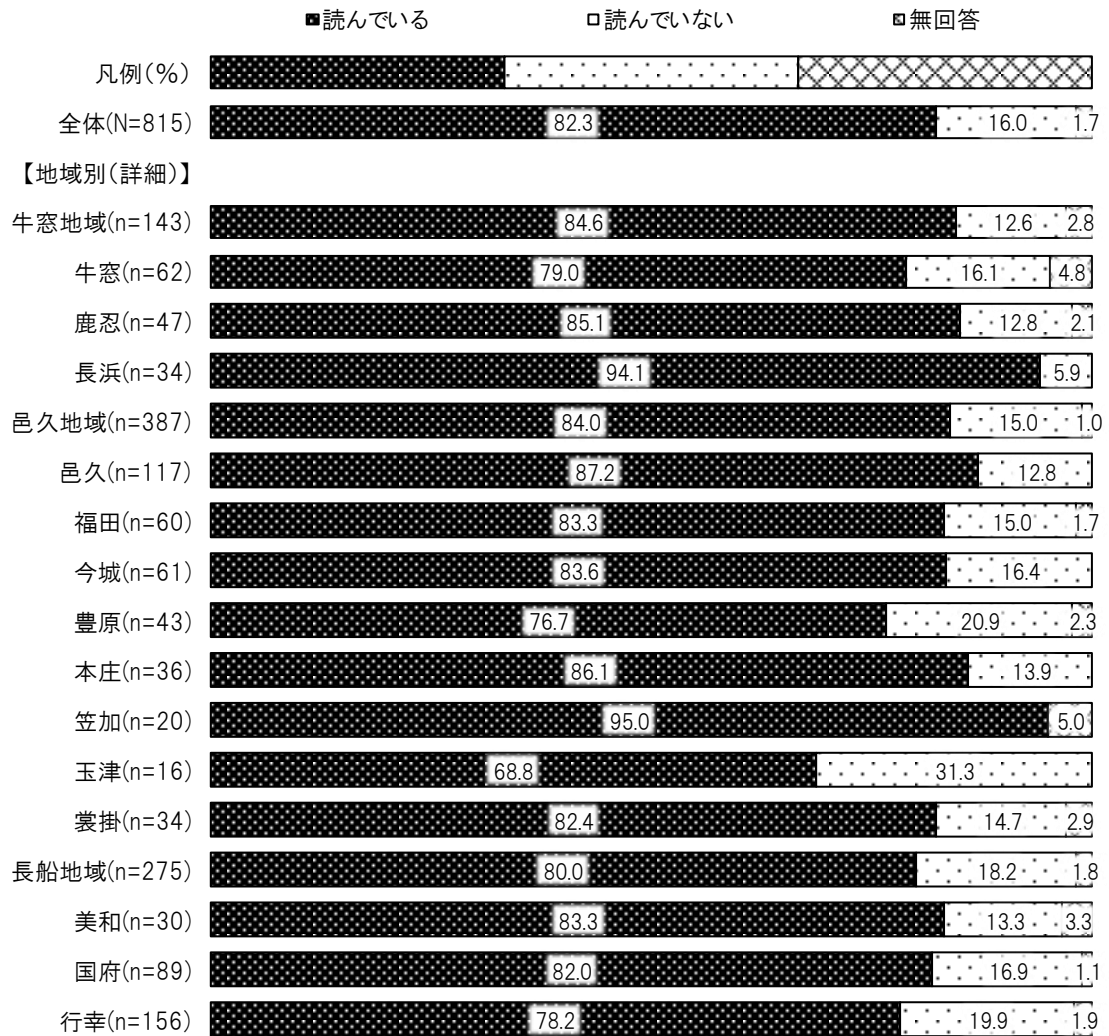 ■読んでいる □読んでいない ■無回答
凡例(%)
全体(N=815) 82.3 16.0 1.7
【地域別(詳細)】
牛窓地域(n=143) 84.6 12.6 2.8
牛窓(n=62) 79.0 16.1 4.8
鹿忍(n=47) 85.1 12.8 2.1
長浜(n=34) 94.1 5.9
邑久地域(n=387) 84.0 15.0 1.0
邑久(n=117) 87.2 12.8
福田(n=60) 83.3 15.0 1.7
今城(n=61) 83.6 16.4
豊原(n=43) 76.7 20.9 2.3
本庄(n=36) 86.1 13.9
笠加(n=20) 95.0 5.0
玉津(n=16) 68.8 31.3
裳掛(n=34) 82.4 14.7 2.9
長船地域(n=275) 80.0 18.2 1.8
美和(n=30) 83.3 13.3 3.3
国府(n=89) 82.0 16.9 1.1
行幸(n=156) 78.2 19.9 1.9